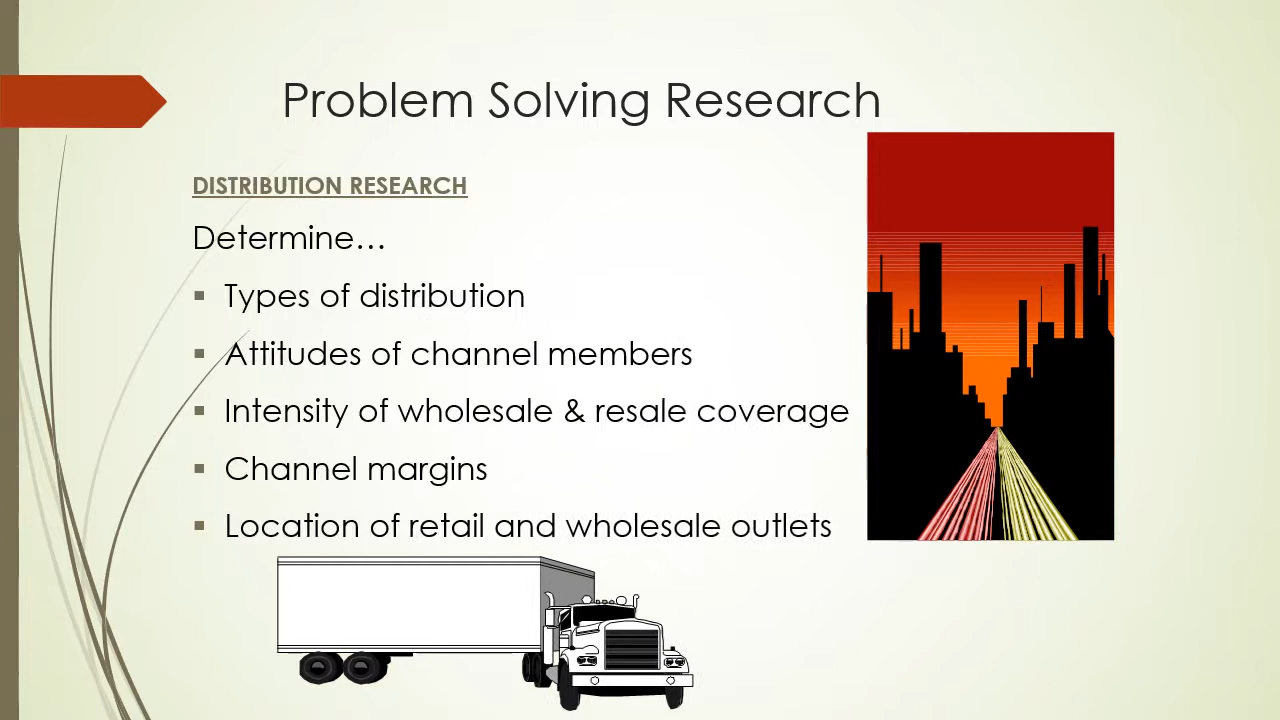 Problem Solving Research
DISTRIBUTION RESEARCH
Determine…
▪ Types of distribution
▪ Attitudes of channel members
▪ Intensity of wholesale & resale coverage
▪ Channel margins
▪ Location of retail and wholesale outlets